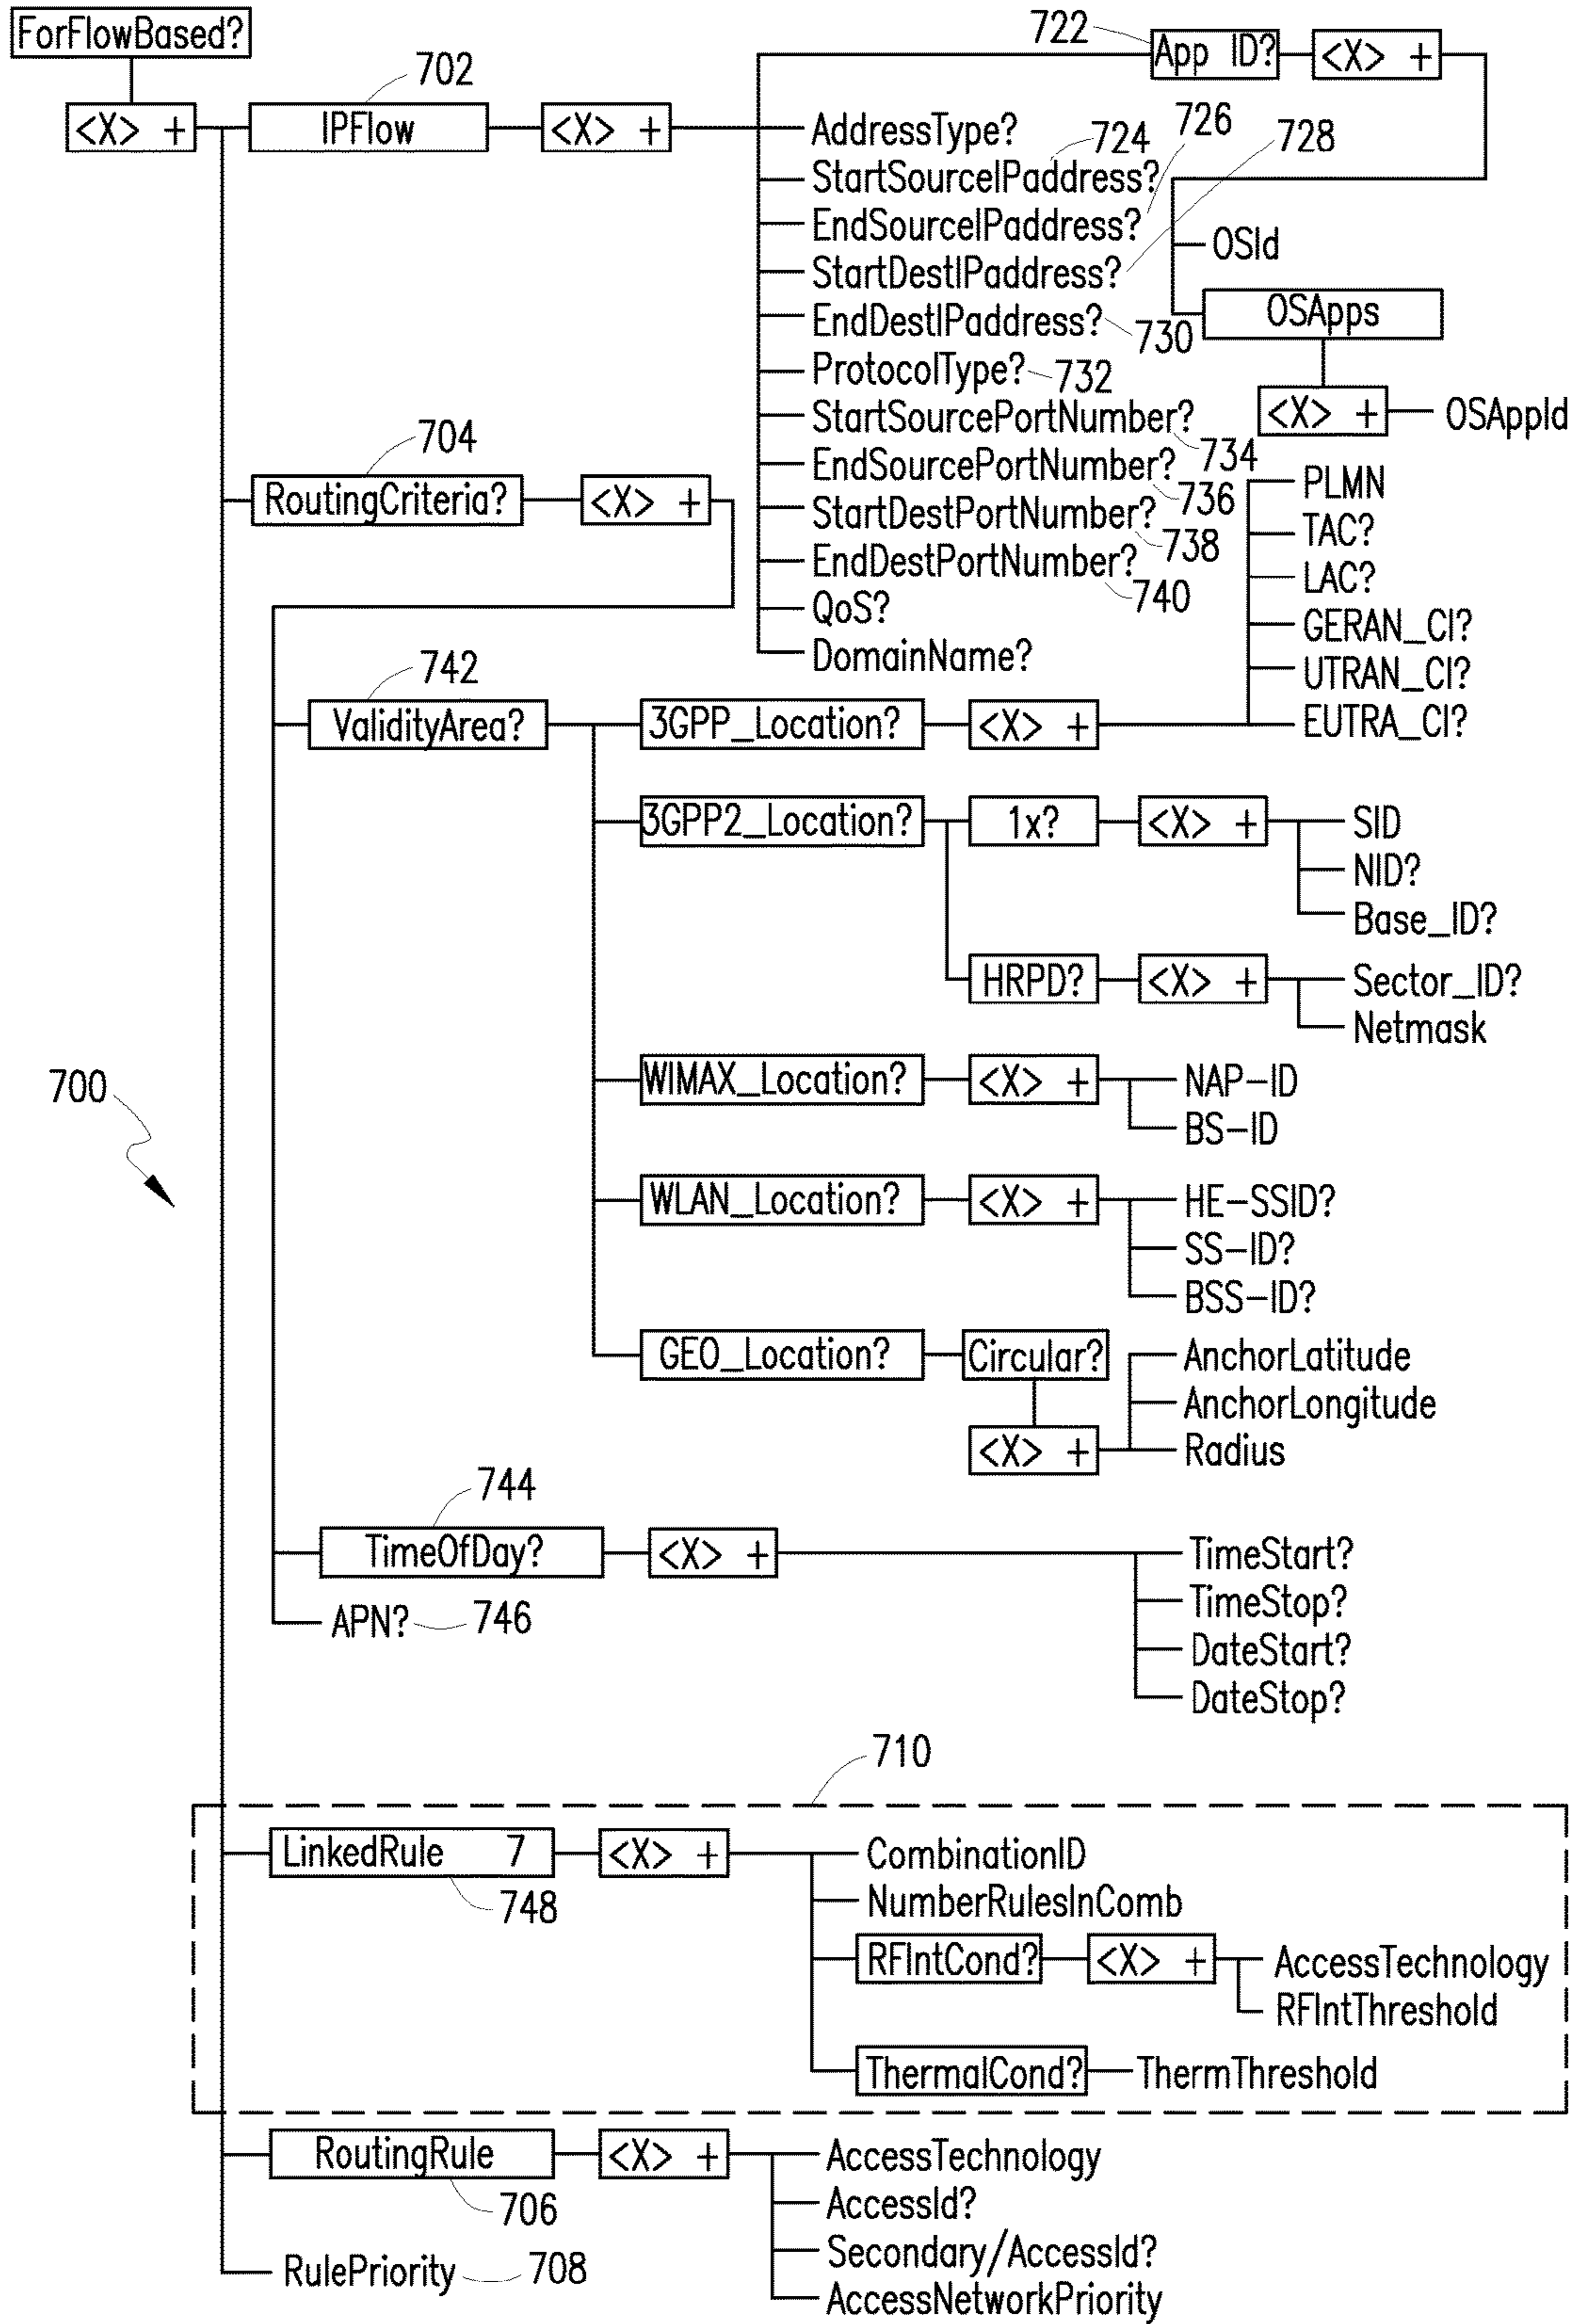 ForFlowBased?
<X> +
702
IPFlow
<X> +
722
App ID?
<X> +
AddressType?
724
726
728
StartSourceIPaddress?
EndSourceIPaddress?
StartDestIPaddress?
EndDestIPaddress?
730
ProtocolType?
732
StartSourcePortNumber?
734
EndSourcePortNumber?
736
StartDestPortNumber?
738
EndDestPortNumber?
740
QoS?
DomainName?
OSId
OSApps
<X> +
OSAppId
704
RoutingCriteria?
<X> +
742
ValidityArea?
3GPP_Location?
<X> +
PLMN
TAC?
LAC?
GERAN_CI?
UTRAN_CI?
EUTRA_CI?
3GPP2_Location?
1x?
<X> +
SID
NID?
Base_ID?
HRPD?
<X> +
Sector_ID?
Netmask
700
WIMAX_Location?
<X> +
NAP-ID
BS-ID
WLAN_Location?
<X> +
HE-SSID?
SS-ID?
BSS-ID?
GEO_Location?
Circular?
<X> +
AnchorLatitude
AnchorLongitude
Radius
744
TimeOfDay?
<X> +
TimeStart?
TimeStop?
DateStart?
DateStop?
APN?
746
710
LinkedRule 7
748
<X> +
CombinationID
NumberRulesInComb
RFIntCond?
<X> +
AccessTechnology
RFIntThreshold
ThermalCond?
ThermThreshold
RoutingRule
706
<X> +
AccessTechnology
AccessId?
Secondary/AccessId?
AccessNetworkPriority
RulePriority
708